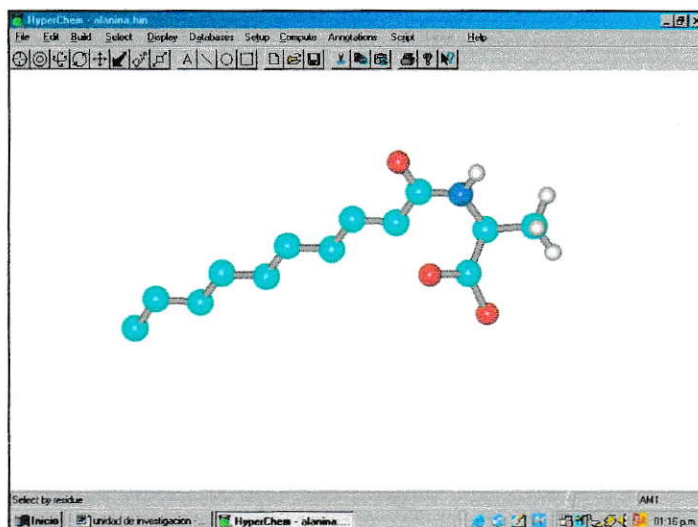 HyperChem - alanina.hin
File Edit Build Select Display Databases Setup Compute Annotations Script Help
A
Select by residue
AM1
Inicio unidad de investigacion -... HyperChem - alanina.... 01:16 p.m.